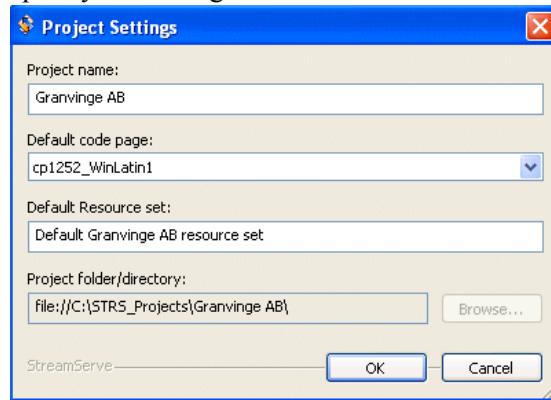 Project Settings
Project name:
Granvinge AB
Default code page:
cp1252_WinLatin1
Default Resource set:
Default Granvinge AB resource set
Project folder/directory:
file://C:\STRS_Projects\Granvinge AB\
Browse...
StreamServe
OK
Cancel